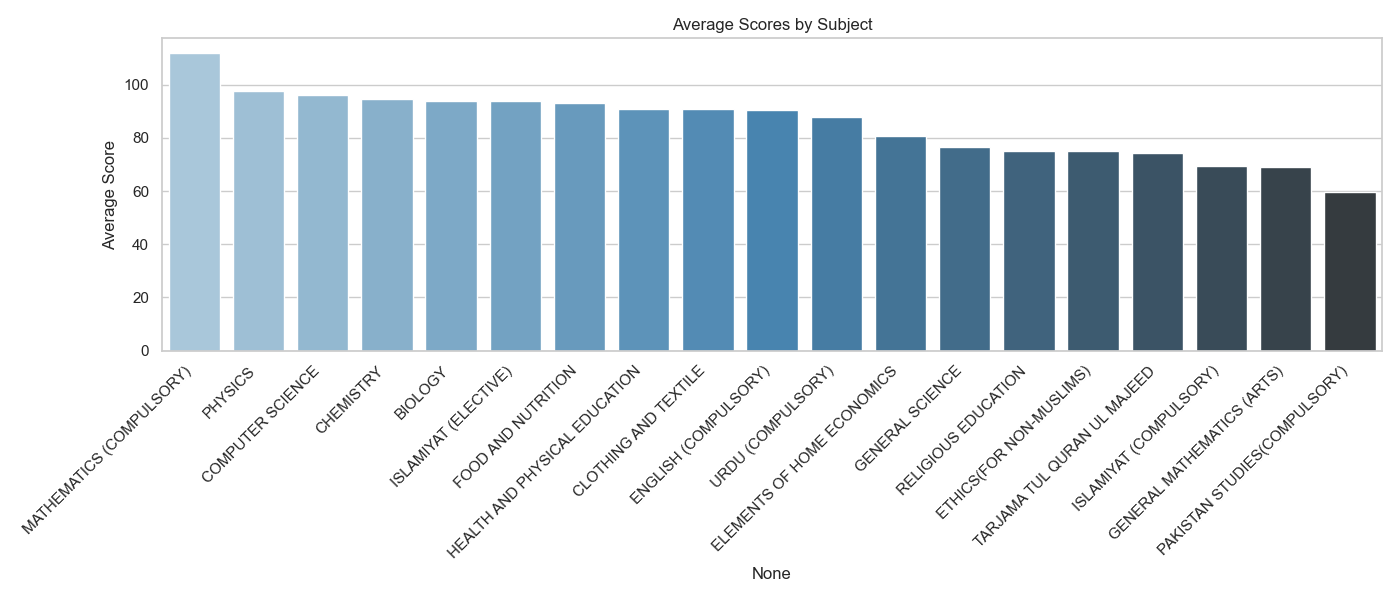 Average Scores by Subject
Average Score
100
80
60
40
20
0
MATHEMATICS (COMPULSORY)
PHYSICS
COMPUTER SCIENCE
CHEMISTRY
BIOLOGY
ISLAMIYAT (ELECTIVE)
FOOD AND NUTRITION
HEALTH AND PHYSICAL EDUCATION
CLOTHING AND TEXTILE
ENGLISH (COMPULSORY)
URDU (COMPULSORY)
ELEMENTS OF HOME ECONOMICS
GENERAL SCIENCE
RELIGIOUS EDUCATION
ETHICS(FOR NON-MUSLIMS)
TARJAMA TUL QURAN UL MAJEED
ISLAMIYAT (COMPULSORY)
GENERAL MATHEMATICS (ARTS)
PAKISTAN STUDIES(COMPULSORY)
None